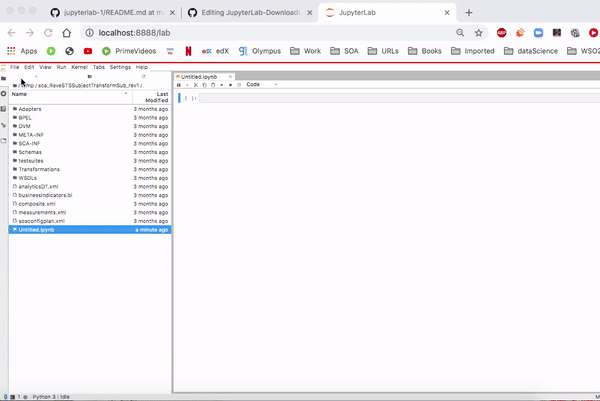 jupyterlab-1/README.md at ma
Editing JupyterLab-Download
JupyterLab
localhost:8888/lab
Apps PrimeVideos edX Olympus Work SOA URLs Books Imported dataScience WSO2
File Edit View Run Kernel Tabs Settings Help
Untitled.ipynb
/ temp / sca_RaveSTSSubjectTransformSub_rev1 /
Code
Name Last Modified
[ ]:
Adapters 3 months ago
BPEL 3 months ago
DVM 3 months ago
META-INF 3 months ago
SCA-INF 3 months ago
Schemas 3 months ago
testsuites 3 months ago
Transformations 3 months ago
WSDLs 3 months ago
analyticsDT.xml 3 months ago
businessIndicators.bi 3 months ago
composite.xml 3 months ago
measurements.xml 3 months ago
soaconfigplan.xml 3 months ago
Untitled.ipynb a minute ago
0 1 Python 3 | Idle